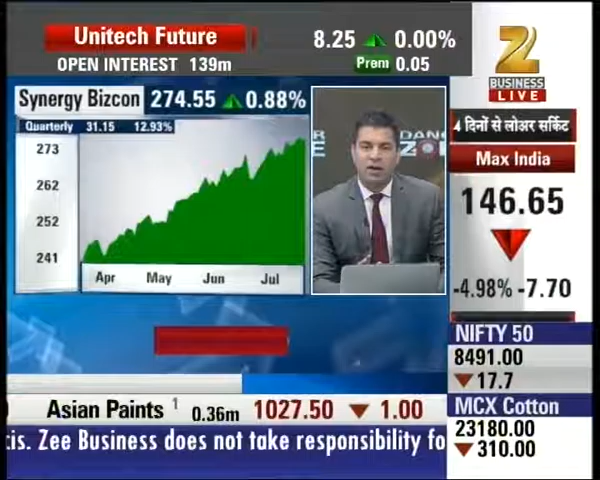 Unitech Future
8.25 0.00%
OPEN INTEREST 139m
Prem 0.05
Z
BUSINESS
LIVE
Synergy Bizcon 274.55 0.88%
Quarterly 31.15 12.93%
273
262
252
241
Apr May Jun Jul
DANG
Z
4 दिनों से लोअर सर्किट
Max India
146.65
-4.98% -7.70
NIFTY 50
8491.00
17.7
MCX Cotton
23180.00
310.00
Asian Paints 1 0.36m 1027.50 1.00
cis. Zee Business does not take responsibility fo